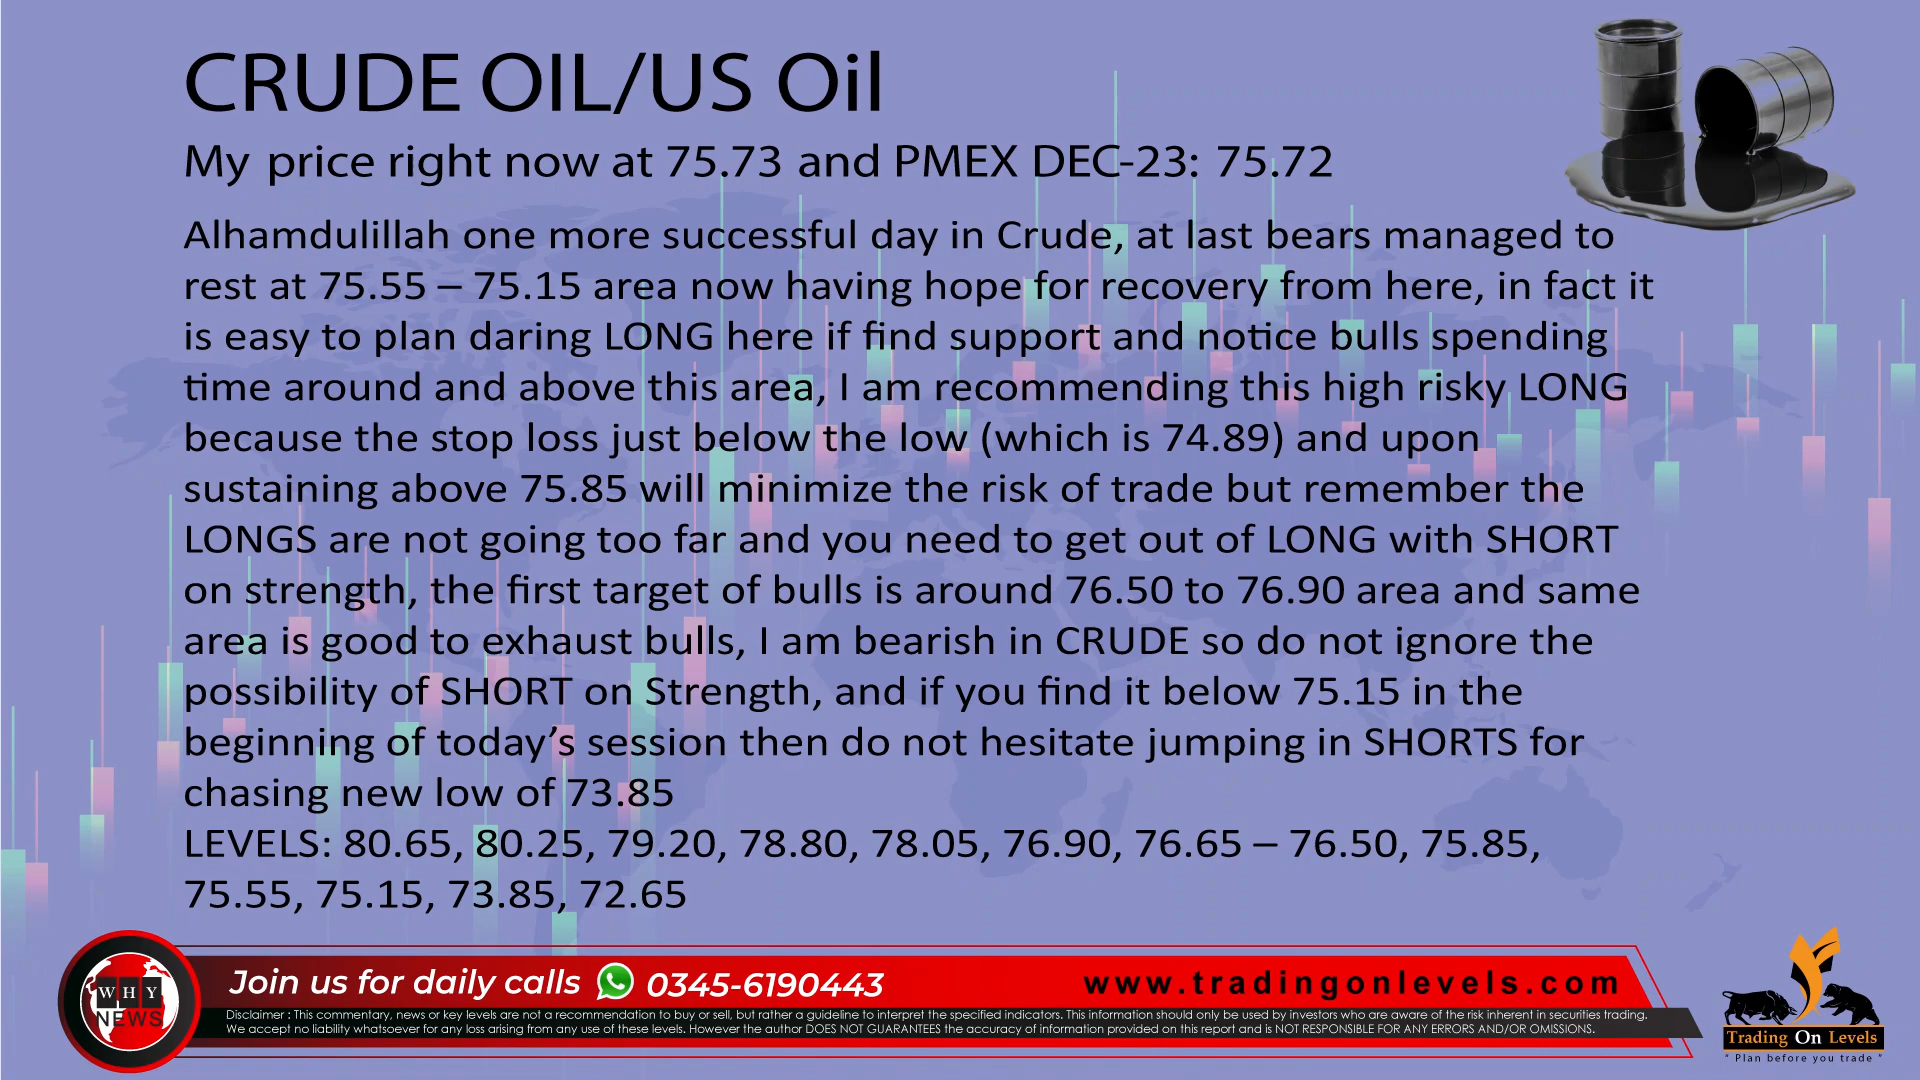 CRUDE OIL/US Oil
My price right now at 75.73 and PMEX DEC-23: 75.72
Alhamdulillah one more successful day in Crude, at last bears managed to
rest at 75.55 – 75.15 area now having hope for recovery from here, in fact it
is easy to plan daring LONG here if find support and notice bulls spending
time around and above this area, I am recommending this high risky LONG
because the stop loss just below the low (which is 74.89) and upon
sustaining above 75.85 will minimize the risk of trade but remember the
LONGS are not going too far and you need to get out of LONG with SHORT
on strength, the first target of bulls is around 76.50 to 76.90 area and same
area is good to exhaust bulls, I am bearish in CRUDE so do not ignore the
possibility of SHORT on Strength, and if you find it below 75.15 in the
beginning of today’s session then do not hesitate jumping in SHORTS for
chasing new low of 73.85
LEVELS: 80.65, 80.25, 79.20, 78.80, 78.05, 76.90, 76.65 – 76.50, 75.85,
75.55, 75.15, 73.85, 72.65
WHY
NEWS
Join us for daily calls 0345-6190443
www.tradingonlevels.com
Disclaimer : This commentary, news or key levels are not a recommendation to buy or sell, but rather a guideline to interpret the specified indicators. This information should only be used by investors who are aware of the risk inherent in securities trading.
We accept no liability whatsoever for any loss arising from any use of these levels. However the author DOES NOT GUARANTEES the accuracy of information provided on this report and is NOT RESPONSIBLE FOR ANY ERRORS AND/OR OMISSIONS.
Trading On Levels
" Plan before you trade "